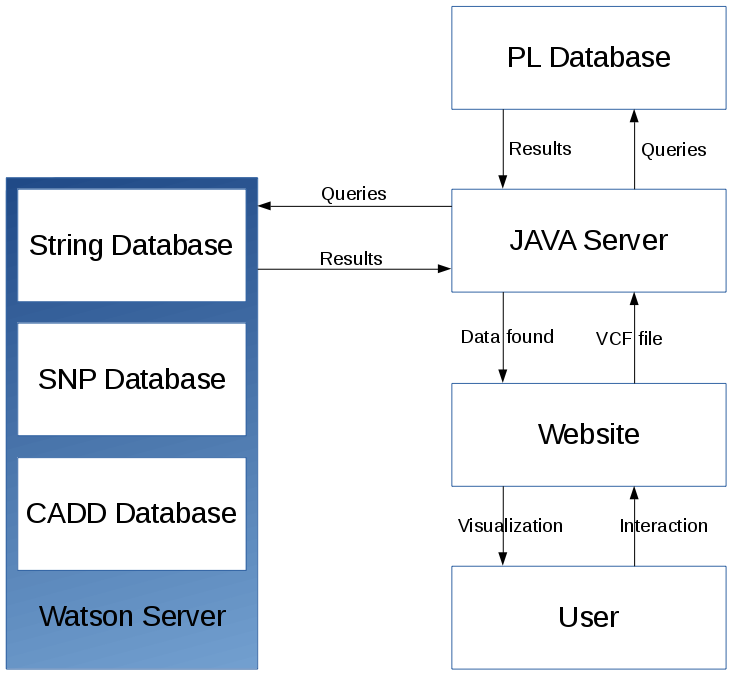 PL Database
Results
Queries
Queries
String Database
JAVA Server
Results
Data found
VCF file
SNP Database
Website
CADD Database
Visualization
Interaction
Watson Server
User